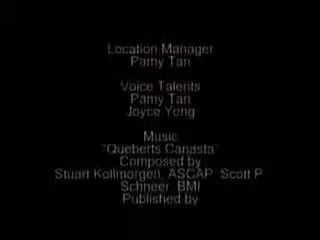 Location Manager
Pamy Tan
Voice Talents
Pamy Tan
Joyce Yong
Music
"Queberts Canasta"
Composed by
Stuart Kollmorgen, ASCAP Scott P
Schneer, BMI
Published by